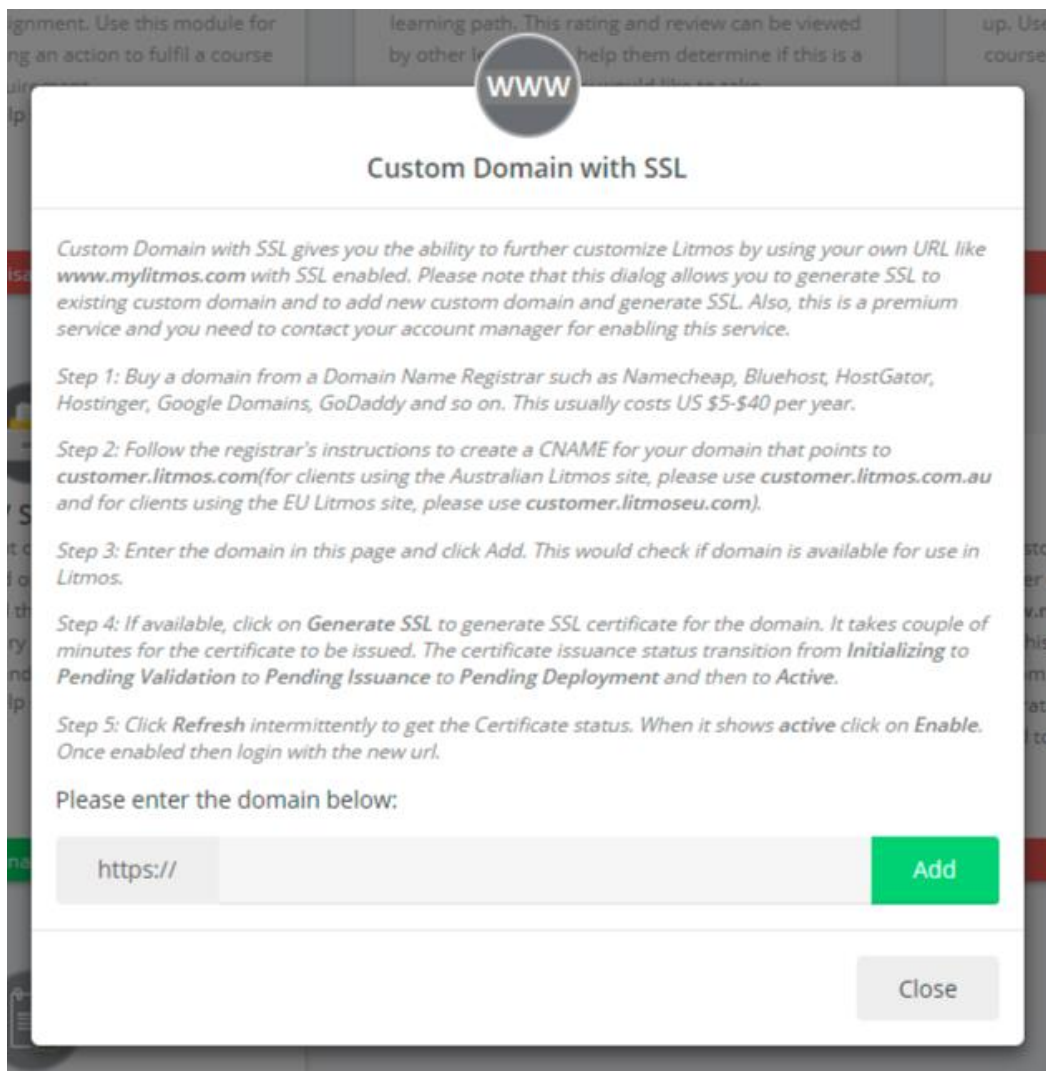 ignment. Use this module for
learning path. This rating and review can be viewed
up. Use
ng an action to fulfil a course
by other help them determine if this is a
course
WWW
Custom Domain with SSL
Custom Domain with SSL gives you the ability to further customize Litmos by using your own URL like
www.mylitmos.com with SSL enabled. Please note that this dialog allows you to generate SSL to
existing custom domain and to add new custom domain and generate SSL. Also, this is a premium
service and you need to contact your account manager for enabling this service.
Step 1: Buy a domain from a Domain Name Registrar such as Namecheap, Bluehost, HostGator,
Hostinger, Google Domains, GoDaddy and so on. This usually costs US $5-$40 per year.
Step 2: Follow the registrar's instructions to create a CNAME for your domain that points to
customer.litmos.com(for clients using the Australian Litmos site, please use customer.litmos.com.au
and for clients using the EU Litmos site, please use customer.litmoseu.com).
Step 3: Enter the domain in this page and click Add. This would check if domain is available for use in
Litmos.
Step 4: If available, click on Generate SSL to generate SSL certificate for the domain. It takes couple of
minutes for the certificate to be issued. The certificate issuance status transition from Initializing to
Pending Validation to Pending Issuance to Pending Deployment and then to Active.
Step 5: Click Refresh intermittently to get the Certificate status. When it shows active click on Enable.
Once enabled then login with the new url.
Please enter the domain below:
https://
Add
Close